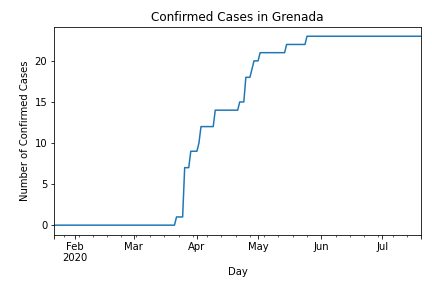 Confirmed Cases in Grenada
Number of Confirmed Cases
20
15
10
5
0
Feb Mar Apr May Jun Jul
2020
Day